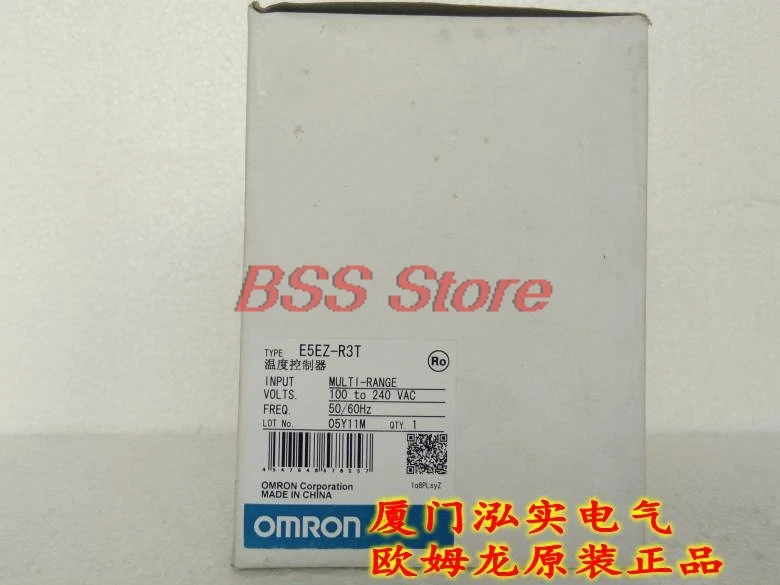 BSS Store
TYPE E5EZ-R3T
温度控制器
Ro
INPUT MULTI-RANGE
VOLTS. 100 to 240 VAC
FREQ. 50/60Hz
LOT No. 05Y11M QTY. 1
1aBPLsyZ
OMRON Corporation
MADE IN CHINA
OMRON
厦门泓实电气
欧姆龙原装正品